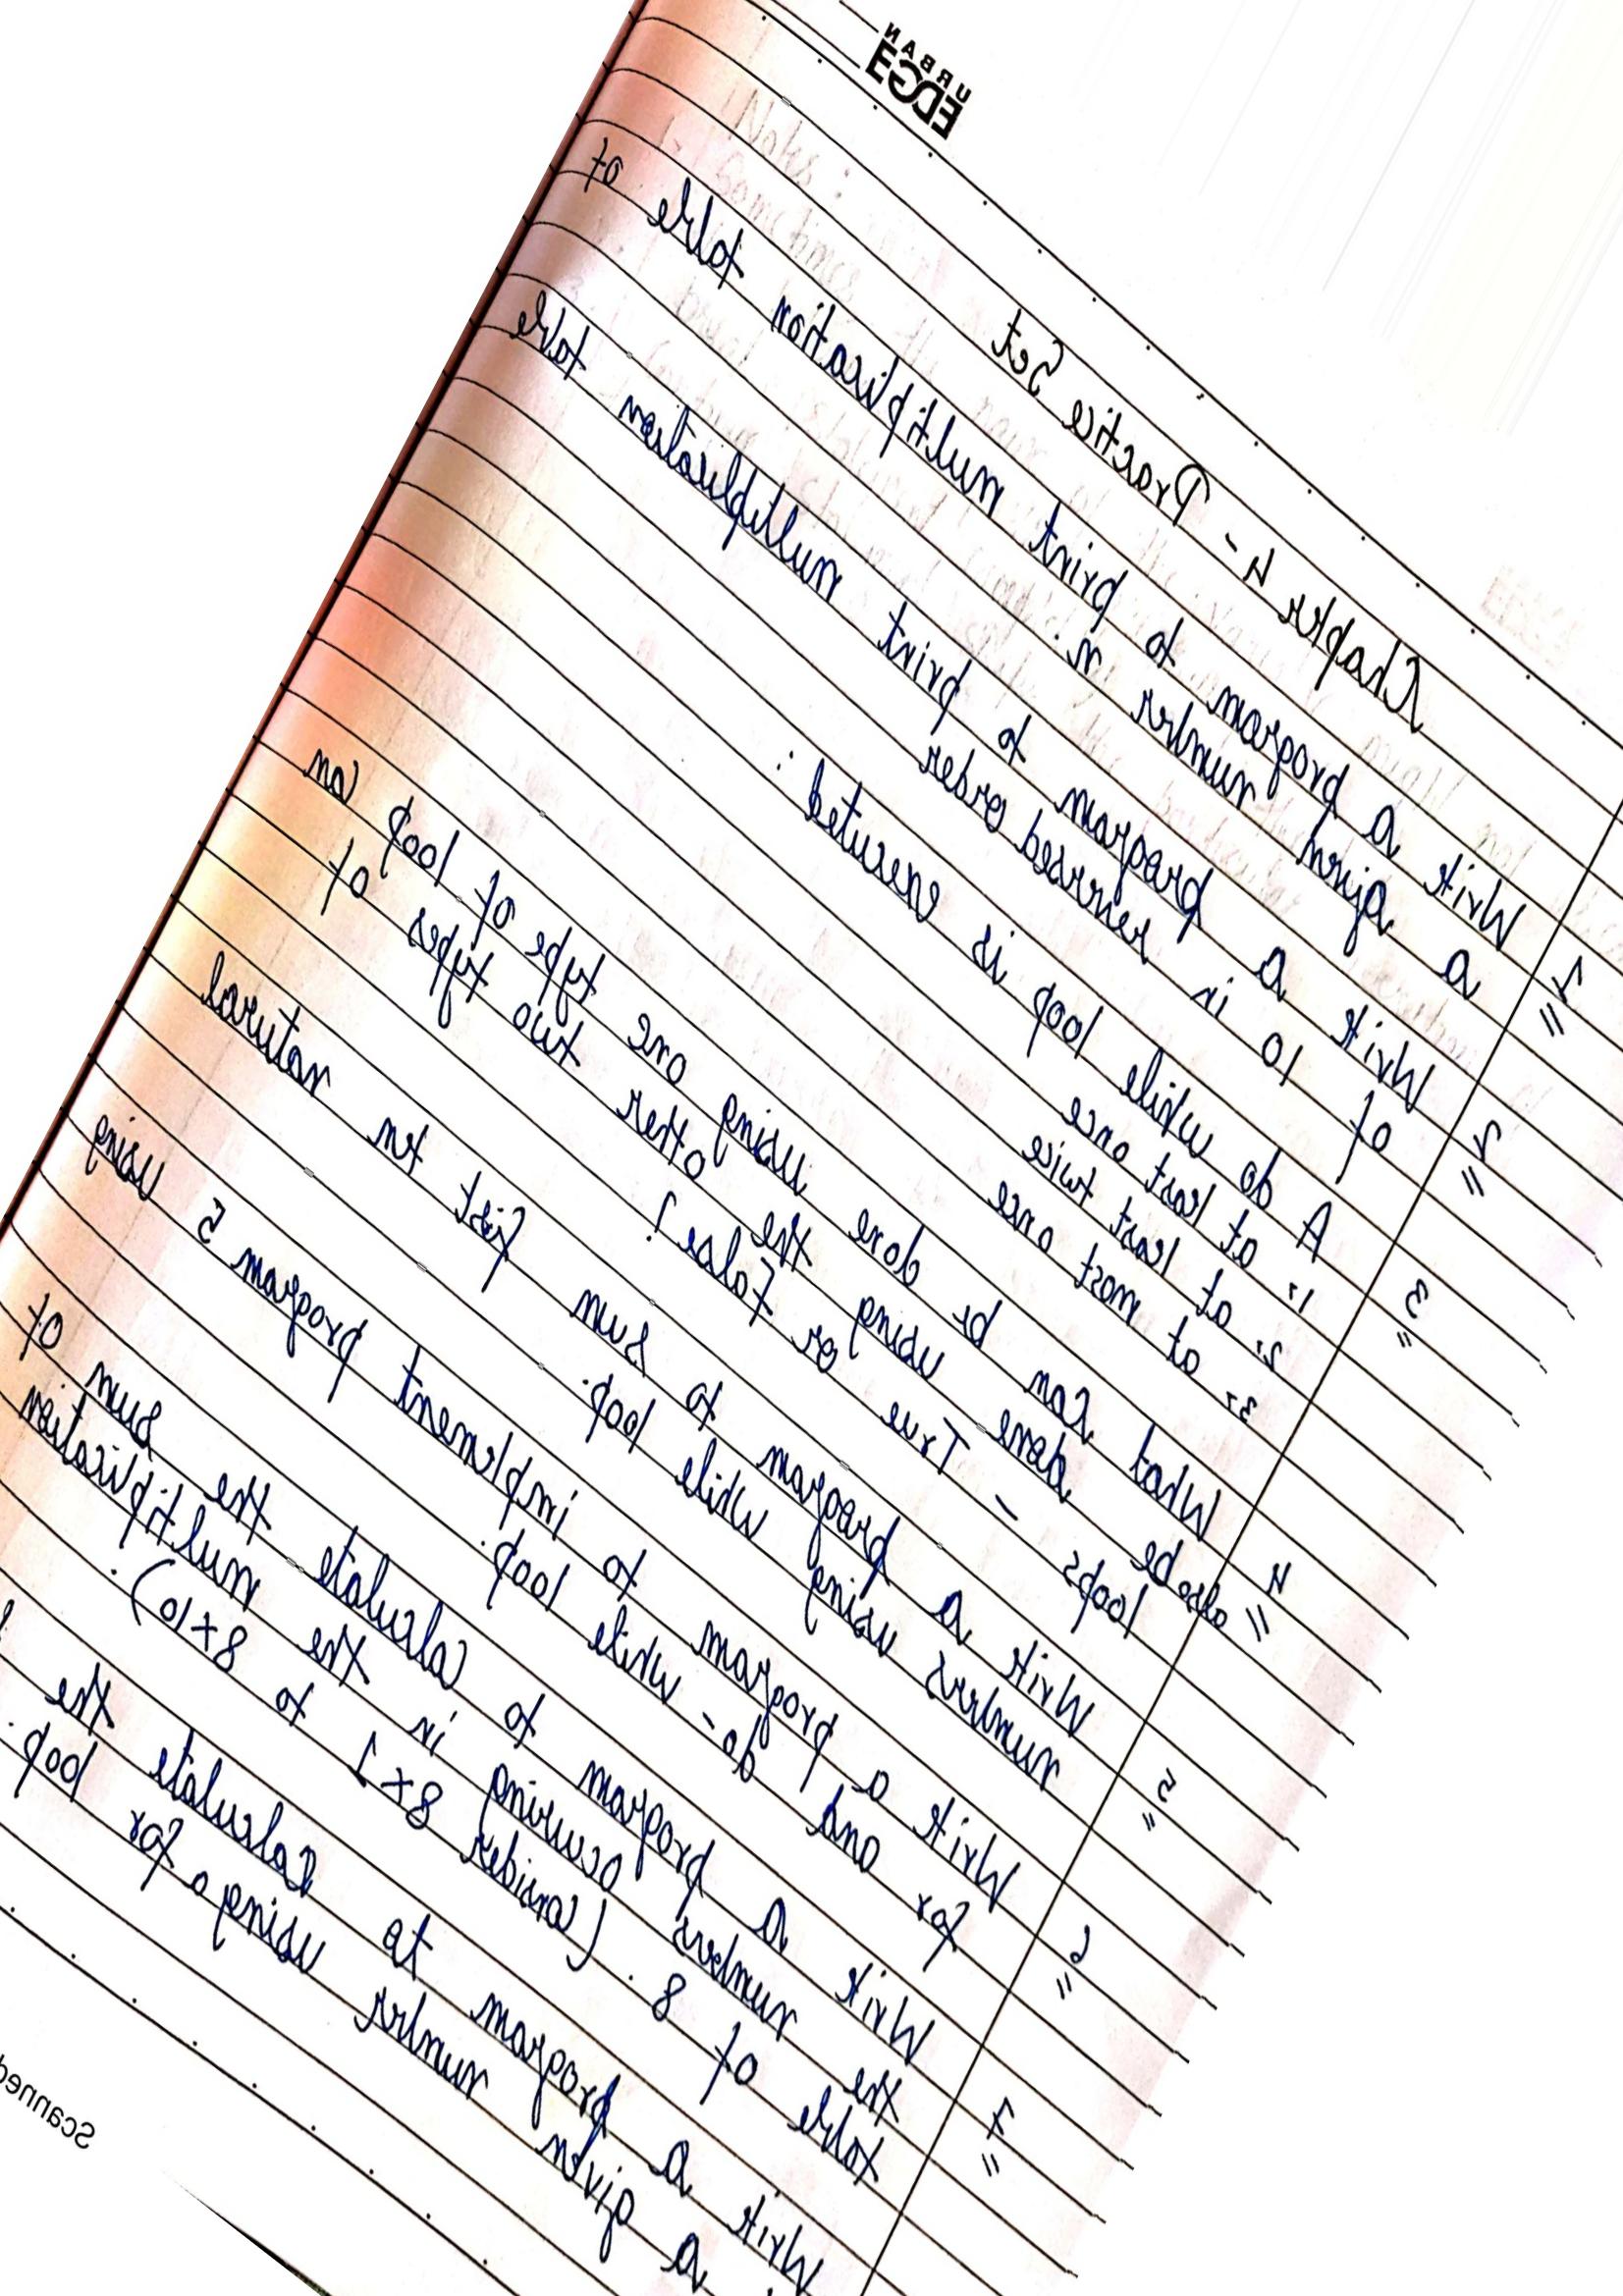 URBAN
EDGE
Chapter 4 - Practice Set
1 Write a program to print multiplication table of
a given number n.
2 Write a program to print multiplication table
of 10 in reversed order
3 A do while loop is executed :
1. at least once
2. at least twice
3. at most once
4 What can be done using one type of loop can
also be done using the other two types of
loops - True or False?
5 Write a program to sum first ten natural
numbers using while loop.
6 Write a program to implement program 5 using
for and do-while loop.
7 Write a program to calculate the sum of
the numbers occuring in the multiplication
table of 8. (consider 8x1 to 8x10).
Write a program to calculate the
a given number using a for loop.
Scanned